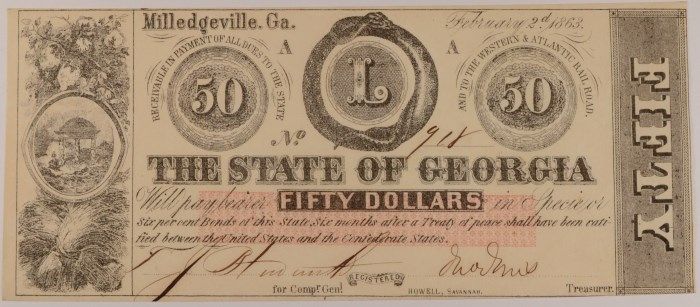 Milledgeville. Ga.
February 2d 1863.
A
A
RECEIVABLE IN PAYMENT OF ALL DUES TO THE STATE
AND TO THE WESTERN & ATLANTIC RAIL ROAD.
50
L
50
No 918
THE STATE OF GEORGIA
Will pay bearer FIFTY DOLLARS in Specie or
six per cent Bonds of this State, six months after a Treaty of peace shall have been rati-
fied between the United States and the Confederate States.
for Compr. Genl.
REGISTERED
HOWELL, SAVANNAH.
Treasurer.
FIFTY